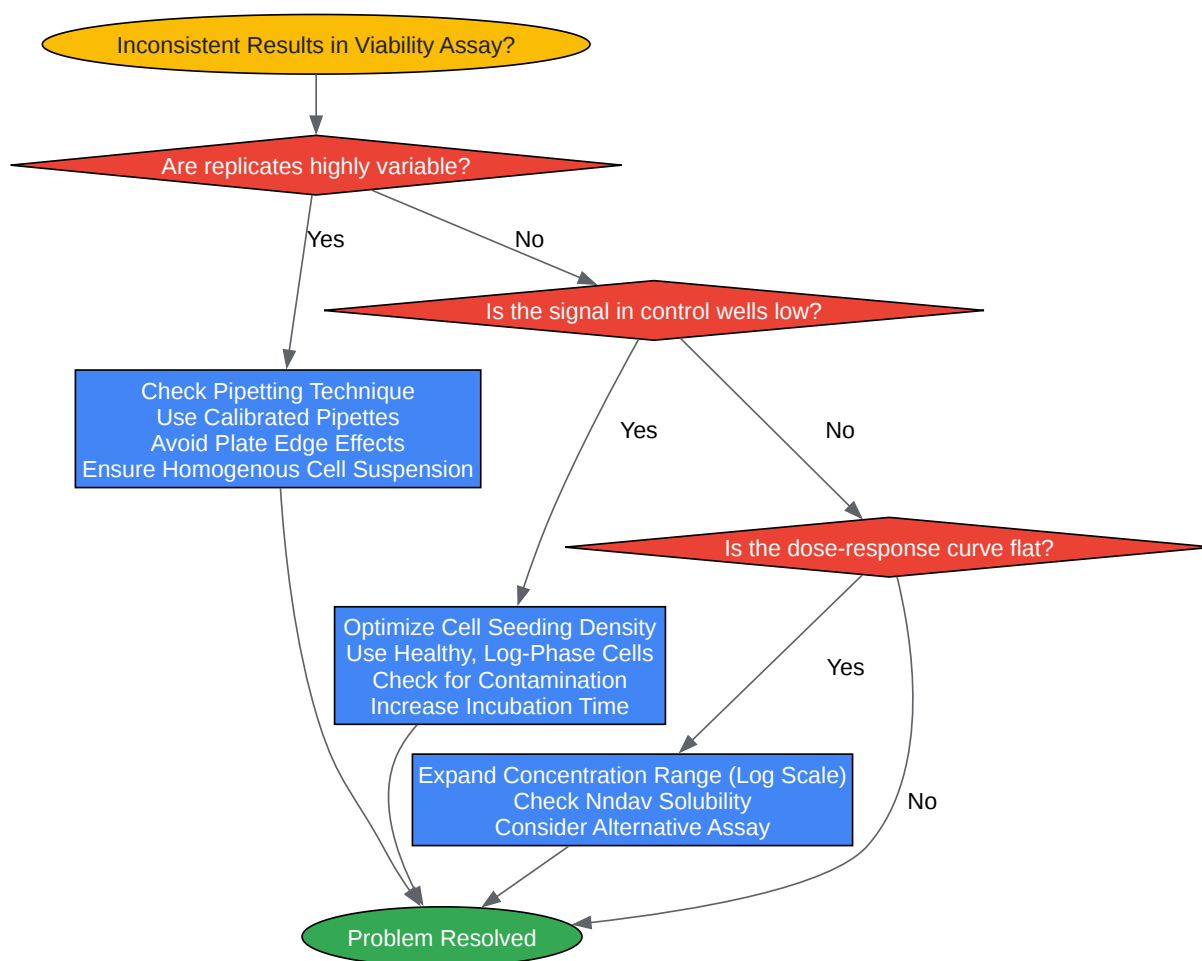 Inconsistent Results in Viability Assay?
Are replicates highly variable?
Yes
No
Is the signal in control wells low?
Check Pipetting Technique
Use Calibrated Pipettes
Avoid Plate Edge Effects
Ensure Homogenous Cell Suspension
Yes
No
Is the dose-response curve flat?
Optimize Cell Seeding Density
Use Healthy, Log-Phase Cells
Check for Contamination
Increase Incubation Time
Yes
No
Expand Concentration Range (Log Scale)
Check Nndav Solubility
Consider Alternative Assay
Problem Resolved